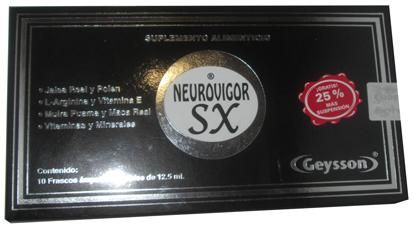 SUPLEMENTO ALIMENTICIO
• Jalea Real y Polen
• L-Arginina y Vitamina E
• Muira Puama y Maca Real
• Vitaminas y Minerales
®
NEUROVIGOR
SX
¡GRATIS!
25%
MÁS
SUSPENSIÓN
Contenido:
10 Frascos de 12.5 ml.
Geysson®